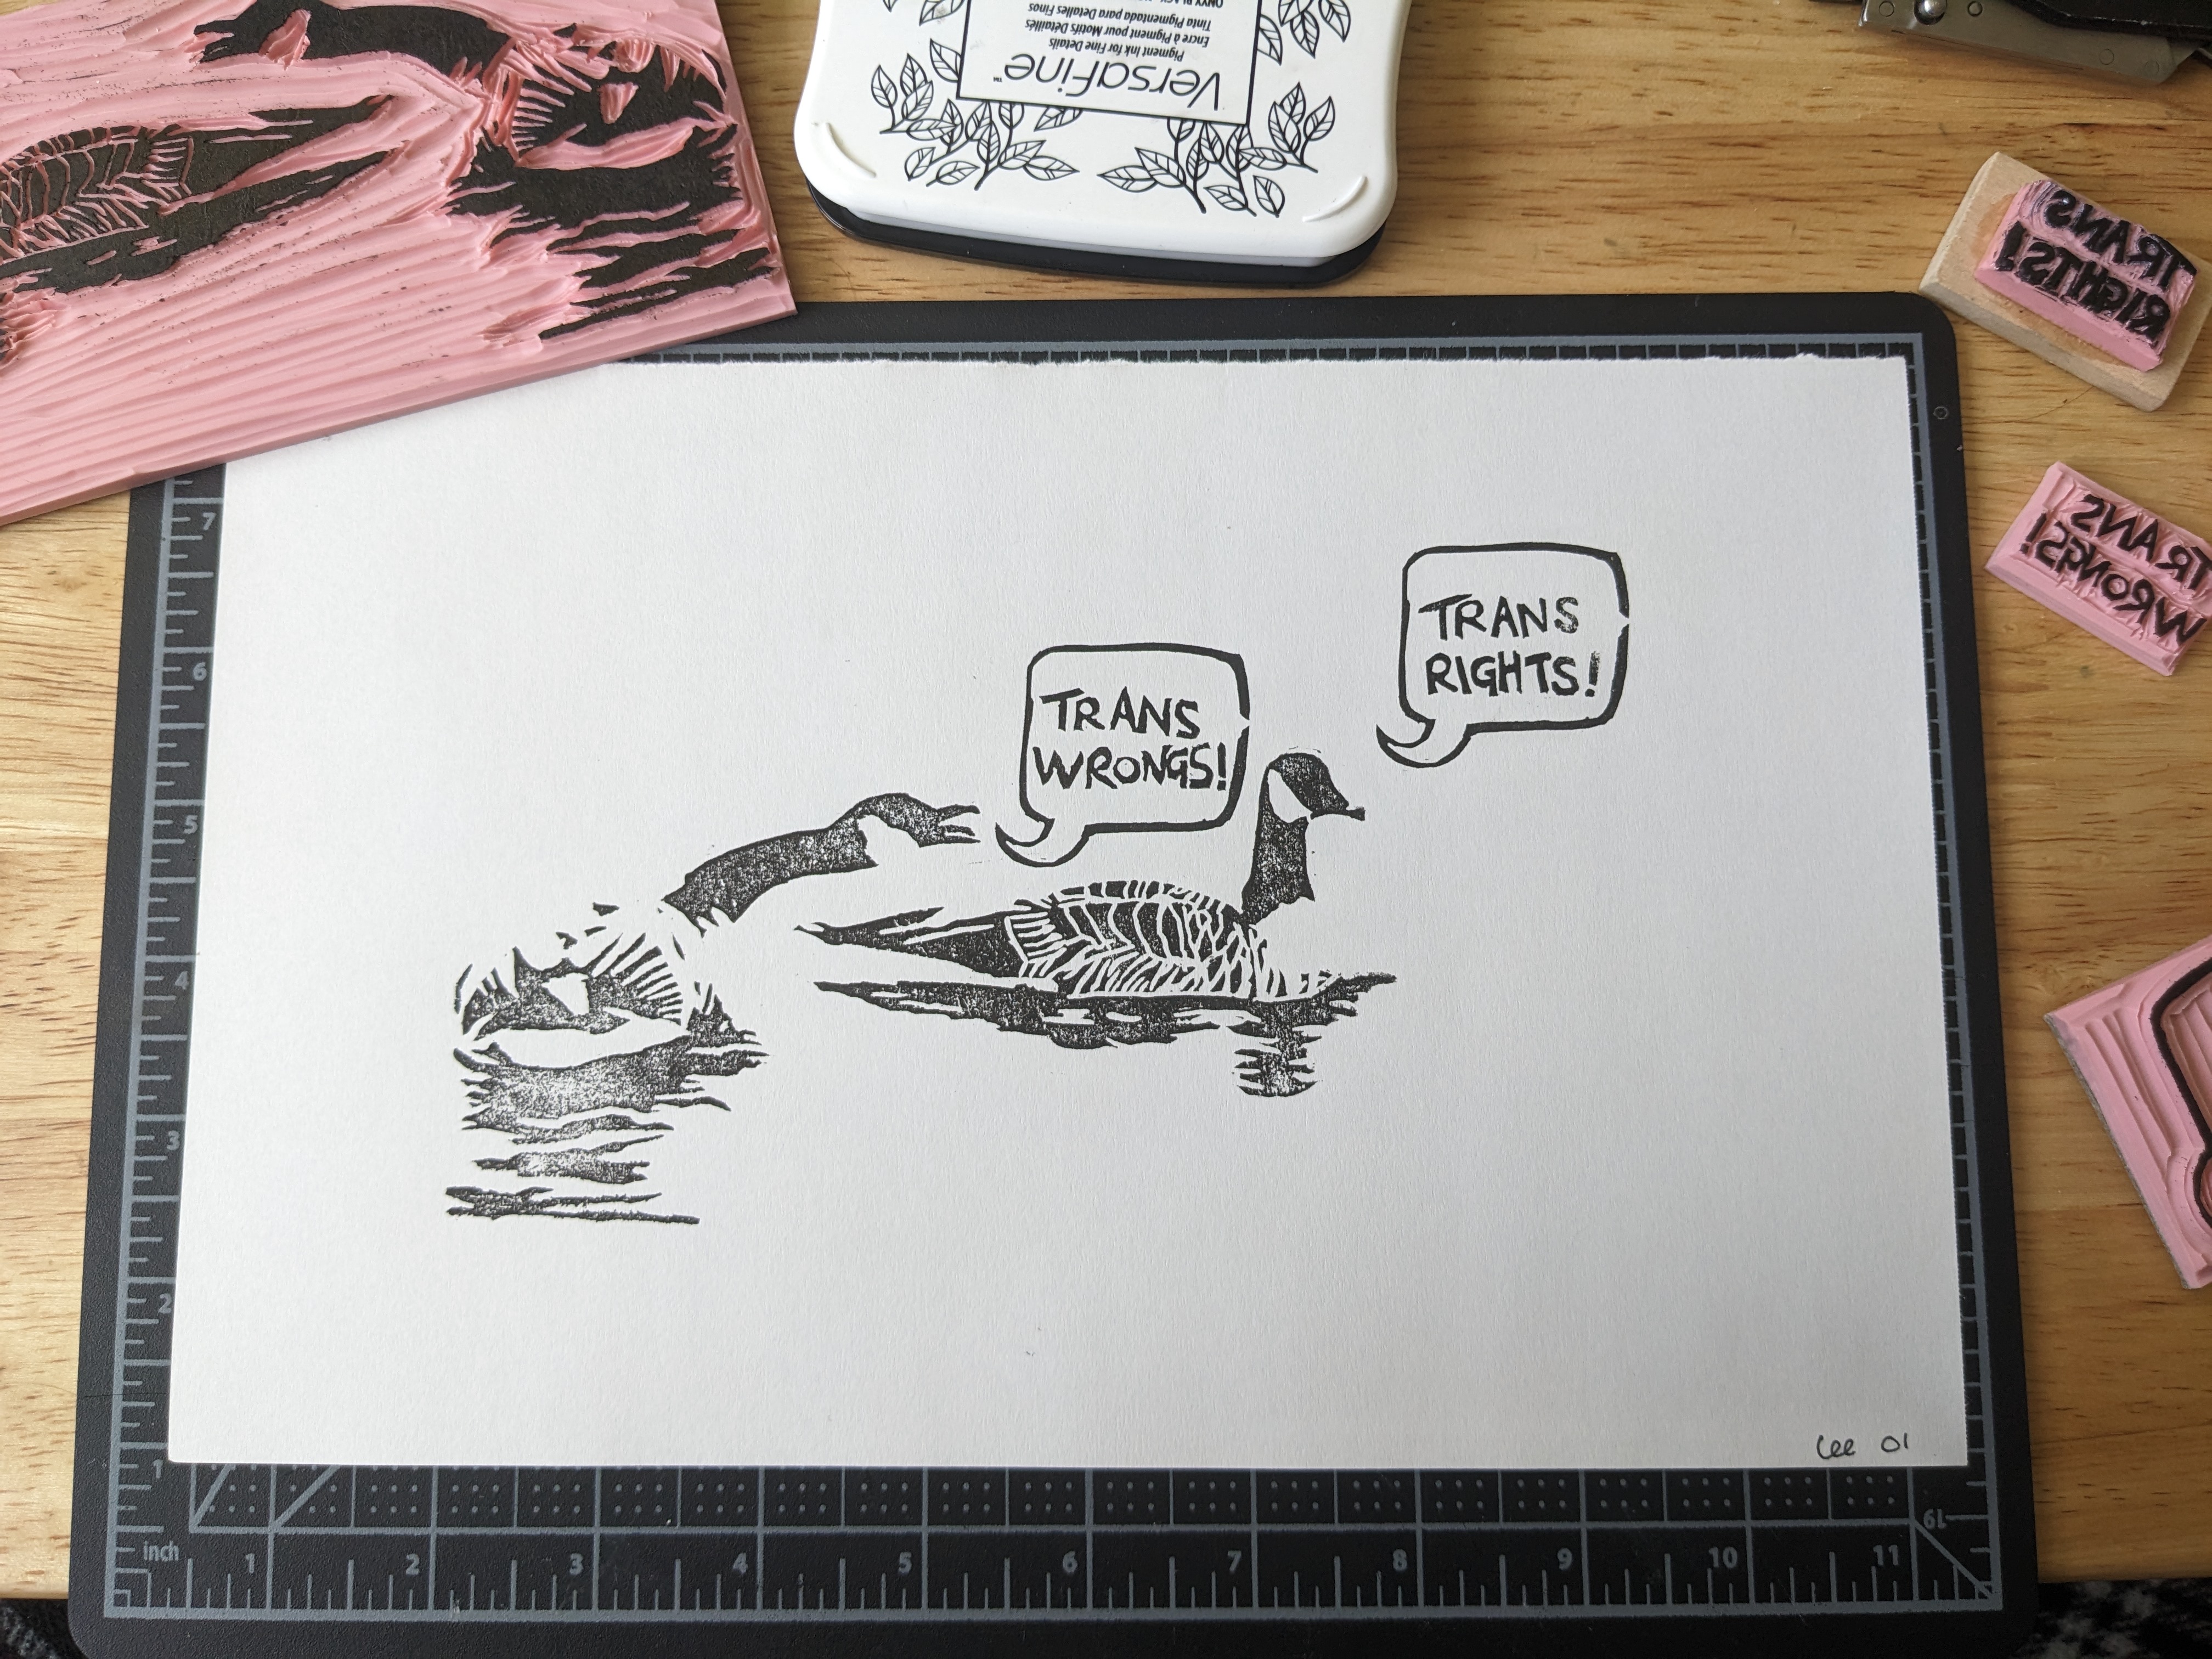 VersaFine™
Pigment Ink for Fine Details
Encre à Pigment pour Motifs Détaillés
Tinta Pigmentada para Detalles Finos
TRANS
RIGHTS!
TRANS
WRONGS!
TRANS
WRONGS!
TRANS
RIGHTS!
Lee 01
7
6
5
4
3
2
1
19
inch 1 2 3 4 5 6 7 8 9 10 11